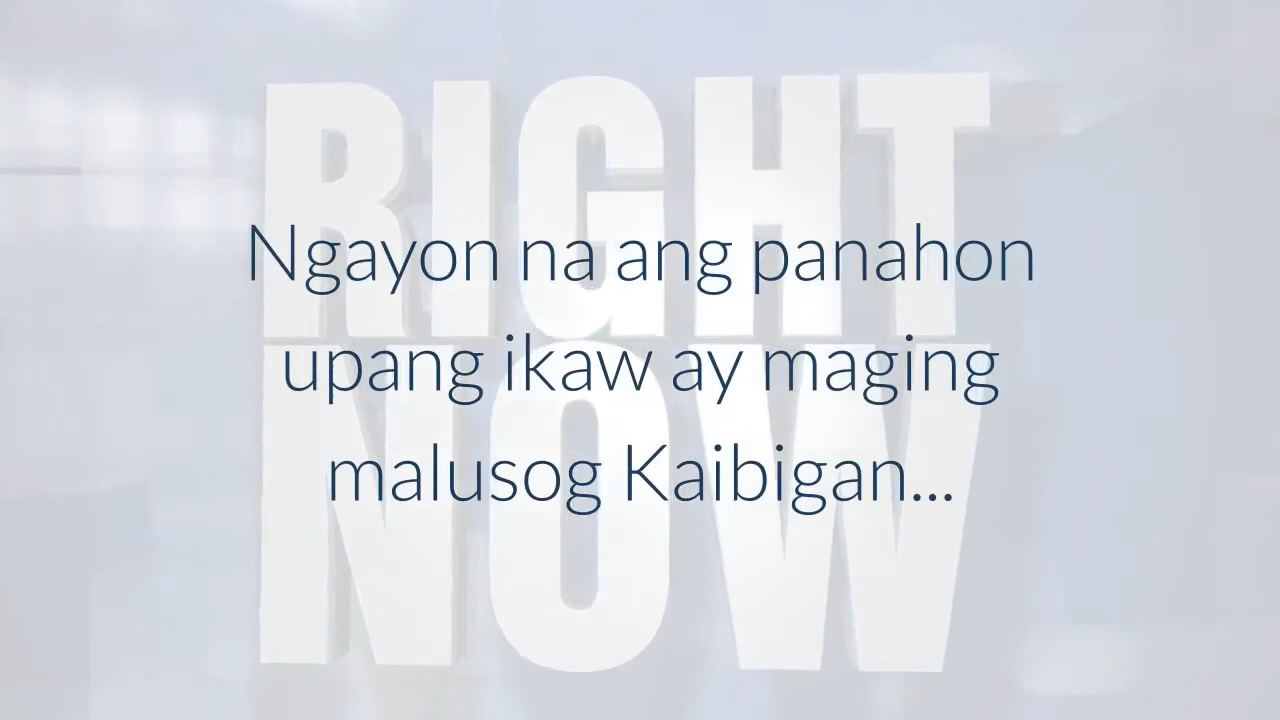 RIGHT
NOW
Ngayon na ang panahon
upang ikaw ay maging
malusog Kaibigan...